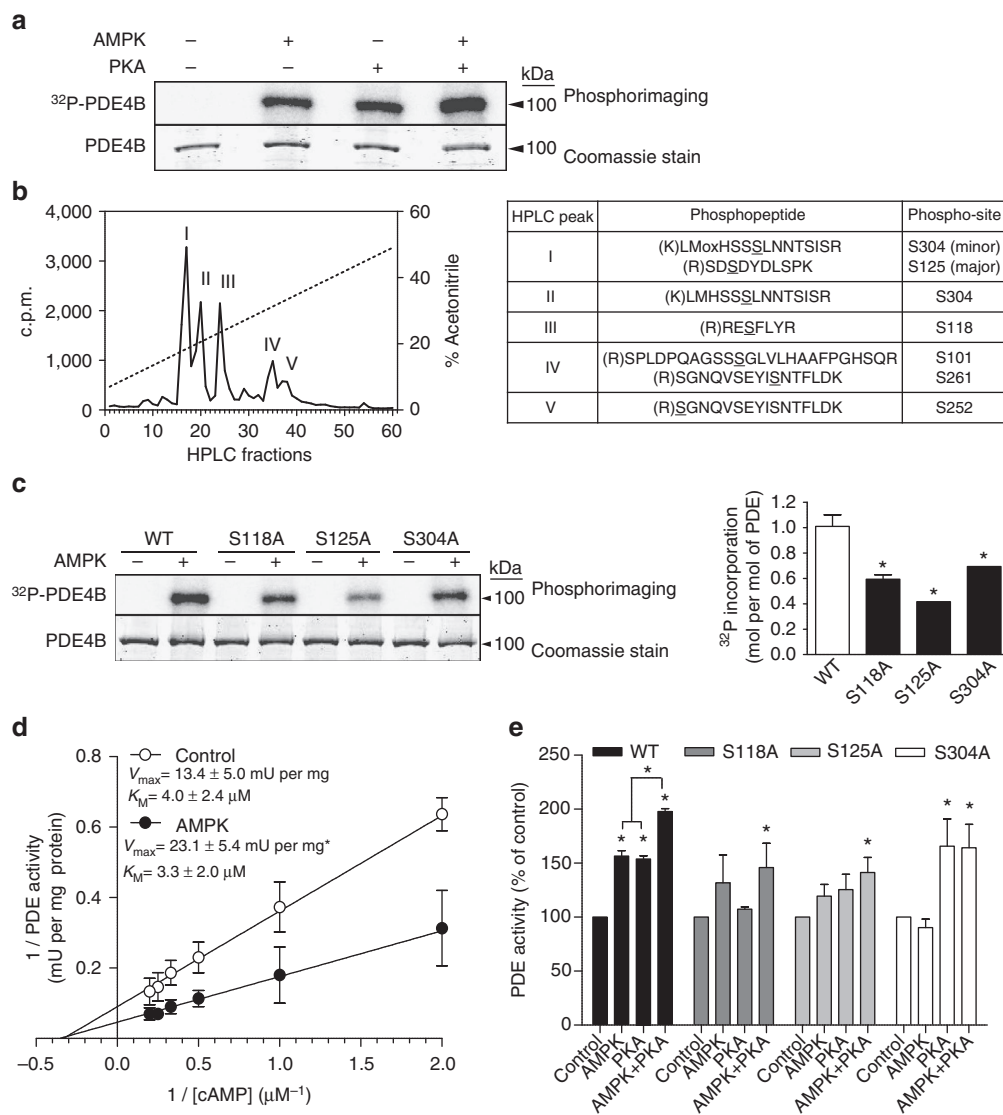 a
AMPK – + – +
PKA – – + +
kDa
32P-PDE4B
100
Phosphorimaging
PDE4B
100
Coomassie stain
b
4,000
3,000
2,000
1,000
0
c.p.m.
I
II
III
IV
V
60
40
20
0
% Acetonitrile
0 10 20 30 40 50 60
HPLC fractions
HPLC peak Phosphopeptide Phospho-site
I
(K)LMoxHSSSLNNTSISR S304 (minor)
(R)SDSDYDLSPK S125 (major)
II (K)LMHSSSLNNTSISR S304
III (R)RESFLYR S118
IV
(R)SPLDPQAGSSSGLVLHAAFPGHSQR S101
(R)SGNQVSEYISNTFLDK S261
V (R)SGNQVSEYISNTFLDK S252
c
WT S118A S125A S304A
AMPK – + – + – + – +
kDa
32P-PDE4B
100
Phosphorimaging
PDE4B
100
Coomassie stain
32P incorporation
(mol per mol of PDE)
1.2
1.0
0.8
0.6
0.4
0.2
0.0
* * *
WT S118A S125A S304A
d
0.8
0.6
0.4
0.2
1 / PDE activity
(mU per mg protein)
Control
Vmax= 13.4 ± 5.0 mU per mg
KM= 4.0 ± 2.4 μM
AMPK
Vmax= 23.1 ± 5.4 mU per mg*
KM= 3.3 ± 2.0 μM
–0.5 0.0 0.5 1.0 1.5 2.0
1 / [cAMP] (μM–1)
e
WT S118A S125A S304A
250
200
150
100
50
0
PDE activity (% of control)
* * * * * * * *
Control AMPK PKA AMPK+PKA Control AMPK PKA AMPK+PKA Control AMPK PKA AMPK+PKA Control AMPK PKA AMPK+PKA